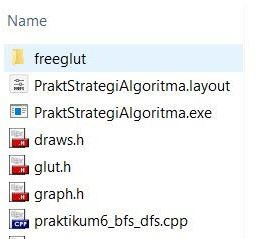 Name
freeglut
PraktStrategiAlgoritma.layout
PraktStrategiAlgoritma.exe
draws.h
glut.h
graph.h
praktikum6_bfs_dfs.cpp